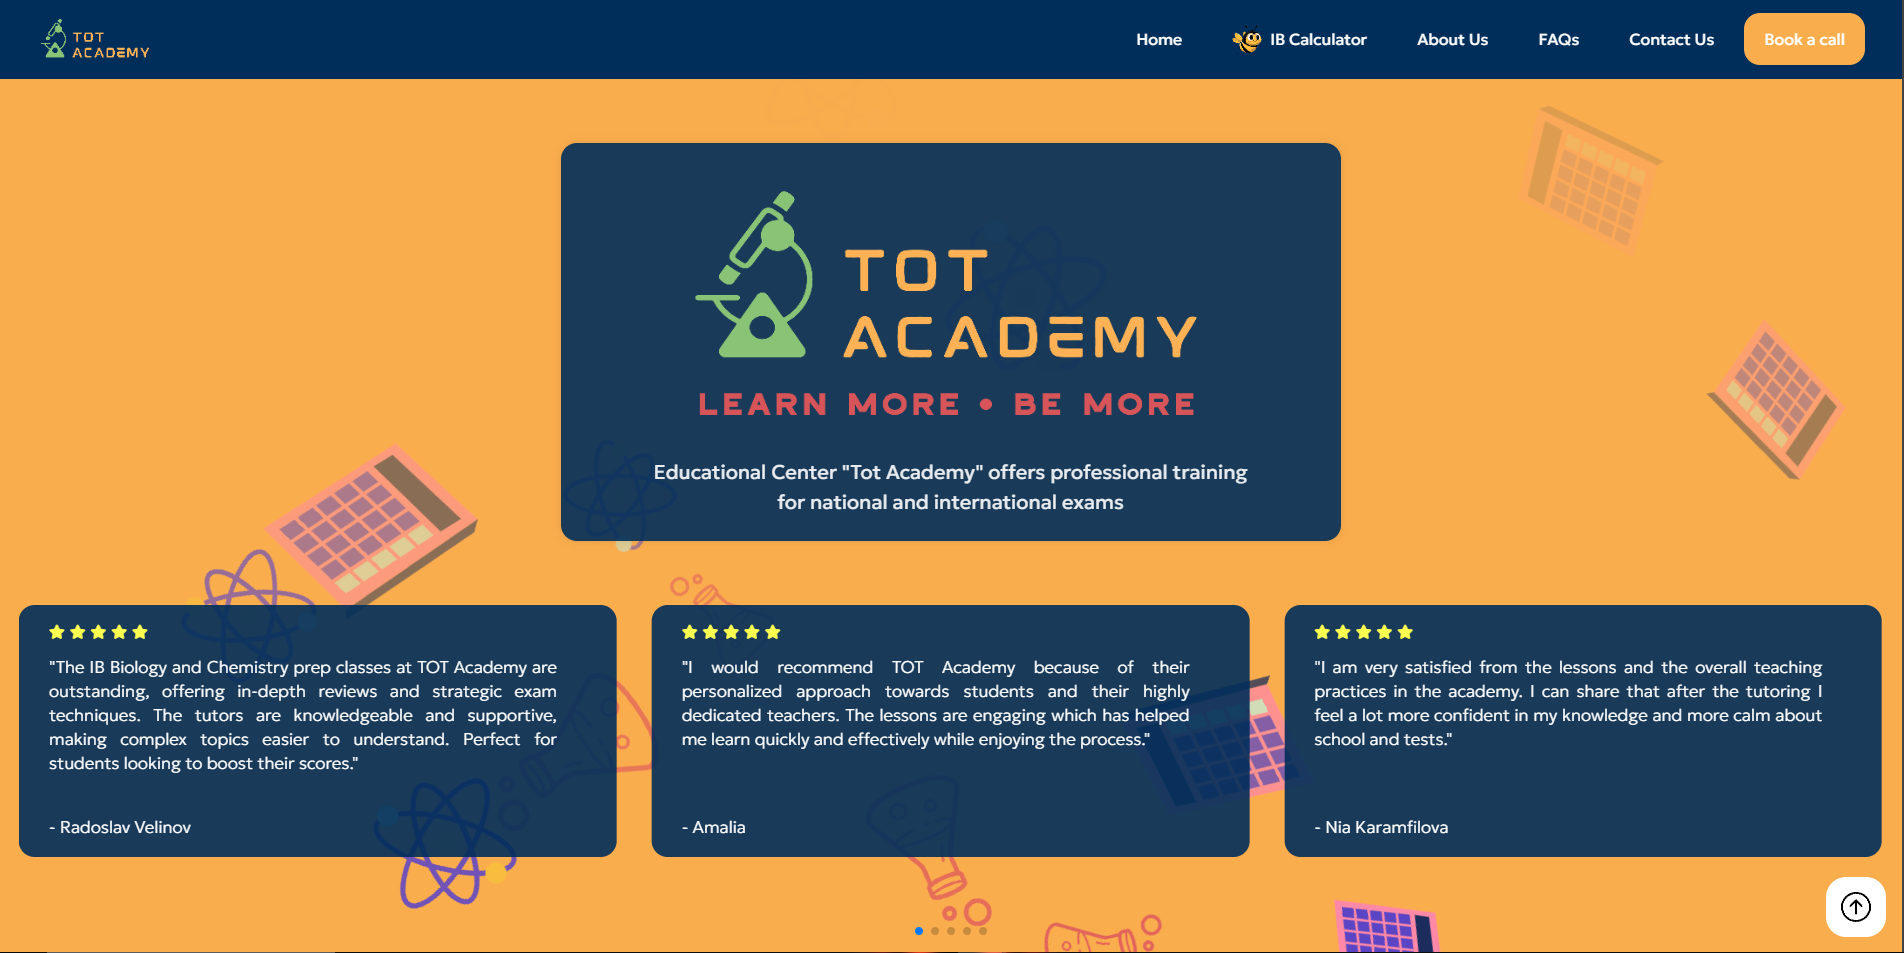 TOT
ACADEMY
Home
IB Calculator
About Us
FAQs
Contact Us
Book a call
TOT
ACADEMY
LEARN MORE • BE MORE
Educational Center "Tot Academy" offers professional training
for national and international exams
"The IB Biology and Chemistry prep classes at TOT Academy are
outstanding, offering in-depth reviews and strategic exam
techniques. The tutors are knowledgeable and supportive,
making complex topics easier to understand. Perfect for
students looking to boost their scores."
- Radoslav Velinov
"I would recommend TOT Academy because of their
personalized approach towards students and their highly
dedicated teachers. The lessons are engaging which has helped
me learn quickly and effectively while enjoying the process."
- Amalia
"I am very satisfied from the lessons and the overall teaching
practices in the academy. I can share that after the tutoring I
feel a lot more confident in my knowledge and more calm about
school and tests."
- Nia Karamfilova